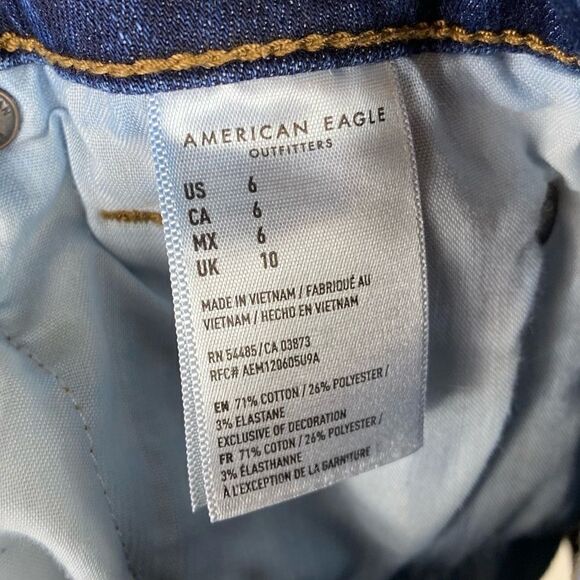 AMERICAN EAGLE
OUTFITTERS
US 6
CA 6
MX 6
UK 10
MADE IN VIETNAM / FABRIQUÉ AU
VIETNAM / HECHO EN VIETNAM
RN 54485/CA 03873
RFC# AEM120605U9A
EN 71% COTTON / 26% POLYESTER /
3% ELASTANE
EXCLUSIVE OF DECORATION
FR 71% COTON / 26% POLYESTER /
3% ÉLASTHANNE
À L'EXCEPTION DE LA GARNITURE